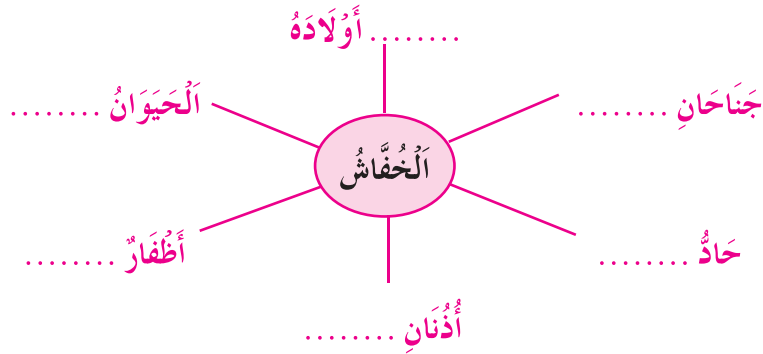 ........ أَوْلَادَهُ
جَنَاحَانِ ........
اَلْحَيَوَانُ ........
اَلْخُفَّاشُ
حَادُّ ........
أَظْفَارٌ ........
أُذُنَانِ ........